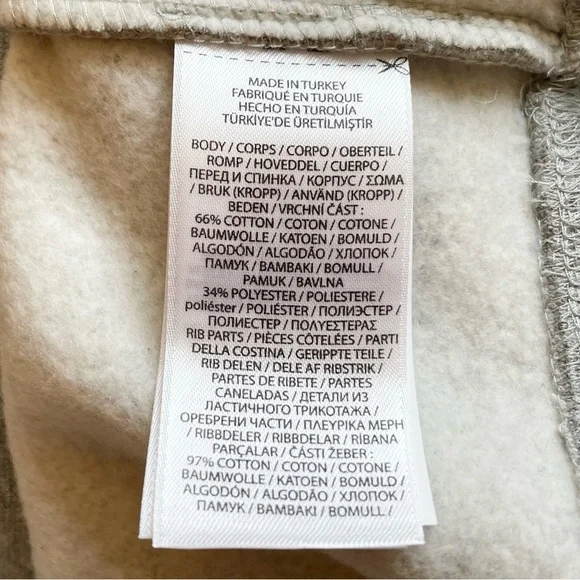 MADE IN TURKEY
FABRIQUÉ EN TURQUIE
HECHO EN TURQUÍA
TÜRKİYE'DE ÜRETİLMİŞTİR
BODY / CORPS / CORPO / OBERTEIL /
ROMP / HOVEDDEL / CUERPO /
ПЕРЕД И СПИНКА / КОРПУС / ΣΩΜΑ
/ BRUK (KROPP) / ANVÄND (KROPP) /
BEDEN / VRCHNÍ ČÁST :
66% COTTON / COTON / COTONE /
BAUMWOLLE / KATOEN / BOMULD /
ALGODÓN / ALGODÃO / ХЛОПОК /
ПАМУК / ΒΑΜΒΑΚΙ / BOMULL /
PAMUK / BAVLNA
34% POLYESTER / POLIESTERE /
poliéster / POLIÉSTER / ПОЛИЭСТЕР /
ПОЛИЕСТЕР / ΠΟΛΥΕΣΤΕΡΑΣ
RIB PARTS / PIÈCES CÔTELÉES / PARTI
DELLA COSTINA / GERIPPTE TEILE /
RIB DELEN / DELE AF RIBSTRIK /
PARTES DE RIBETE / PARTES
CANELADAS / ДЕТАЛИ ИЗ
ЛАСТИЧНОГО ТРИКОТАЖА /
ОРЕБРЕНИ ЧАСТИ / ΠΛΕΥΡΙΚΑ ΜΕΡΗ
/ RIBBDELER / RIBBDELAR / RİBANA
PARÇALAR / ČÁSTI ŽEBER :
97% COTTON / COTON / COTONE /
BAUMWOLLE / KATOEN / BOMULD /
ALGODÓN / ALGODÃO / ХЛОПОК /
ПАМУК / ΒΑΜΒΑΚΙ / BOMULL /